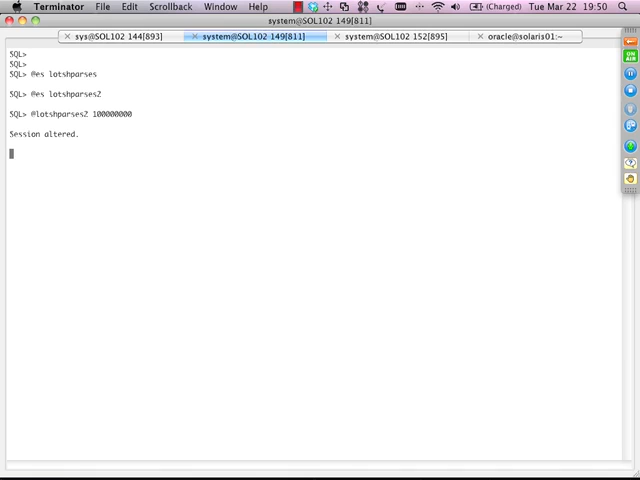 Terminator File Edit Scrollback Window Help (Charged) Tue Mar 22 19:50
system@SOL102 149[811]
sys@SOL102 144[893] system@SOL102 149[811] system@SOL102 152[895] oracle@solaris01:~
SQL>
SQL>
SQL> @es lotshparses
SQL> @es lotshparses2
SQL> @lotshparses2 100000000
Session altered.
ON AIR